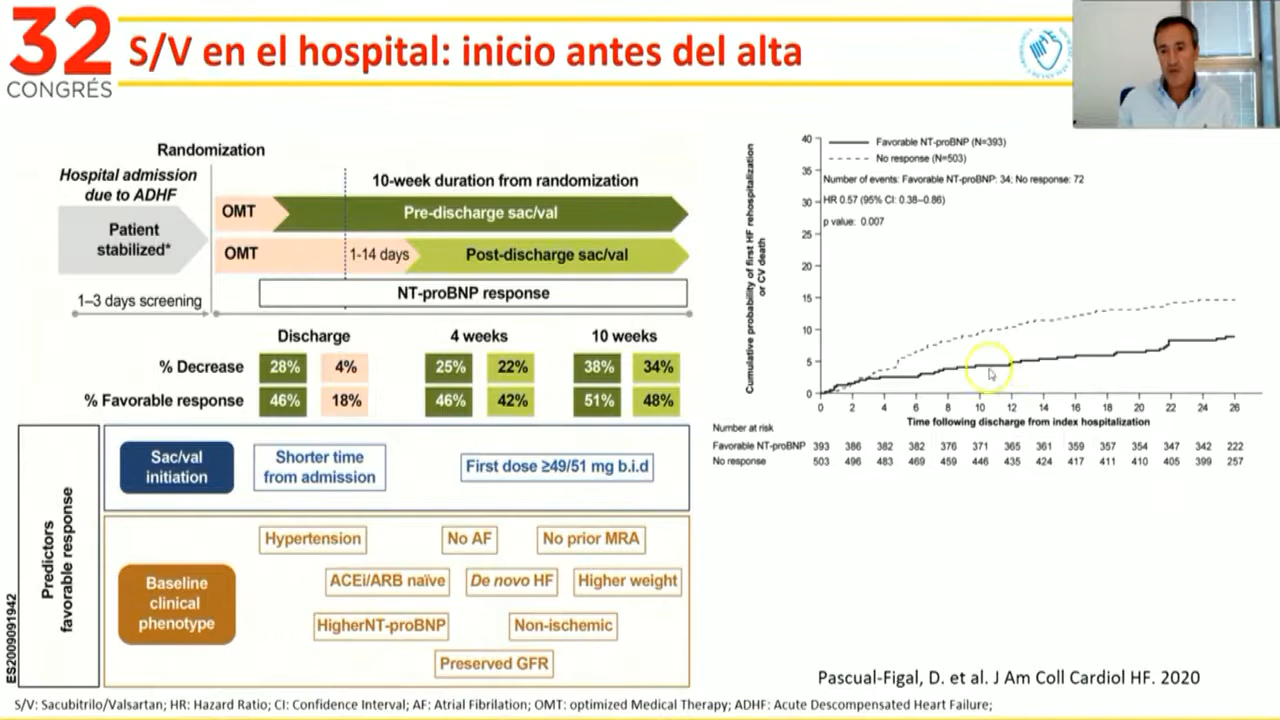 32
CONGRÉS
S/V en el hospital: inicio antes del alta
Randomization
Hospital admission
due to ADHF
10-week duration from randomization
Patient
stabilized*
OMT
Pre-discharge sac/val
OMT
1-14 days
Post-discharge sac/val
NT-proBNP response
1–3 days screening
Discharge 4 weeks 10 weeks
% Decrease 28% 4% 25% 22% 38% 34%
% Favorable response 46% 18% 46% 42% 51% 48%
Predictors
favorable response
Sac/val
initiation
Shorter time
from admission
First dose ≥49/51 mg b.i.d
Baseline
clinical
phenotype
Hypertension
No AF
No prior MRA
ACEi/ARB naïve
De novo HF
Higher weight
HigherNT-proBNP
Non-ischemic
Preserved GFR
ES2009091942
Cumulative probability of first HF rehospitalization
or CV death
40
35
30
25
20
15
10
5
0
Favorable NT-proBNP (N=393)
No response (N=503)
Number of events: Favorable NT-proBNP: 34; No response: 72
HR 0.57 (95% CI: 0.38–0.86)
p value: 0.007
0 2 4 6 8 10 12 14 16 18 20 22 24 26
Time following discharge from index hospitalization
Number at risk
Favorable NT-proBNP 393 386 382 382 376 371 365 361 359 357 354 347 342 222
No response 503 496 483 469 459 446 435 424 417 411 410 405 399 257
Pascual-Figal, D. et al. J Am Coll Cardiol HF. 2020
S/V: Sacubitrilo/Valsartan; HR: Hazard Ratio; CI: Confidence Interval; AF: Atrial Fibrilation; OMT: optimized Medical Therapy; ADHF: Acute Descompensated Heart Failure;